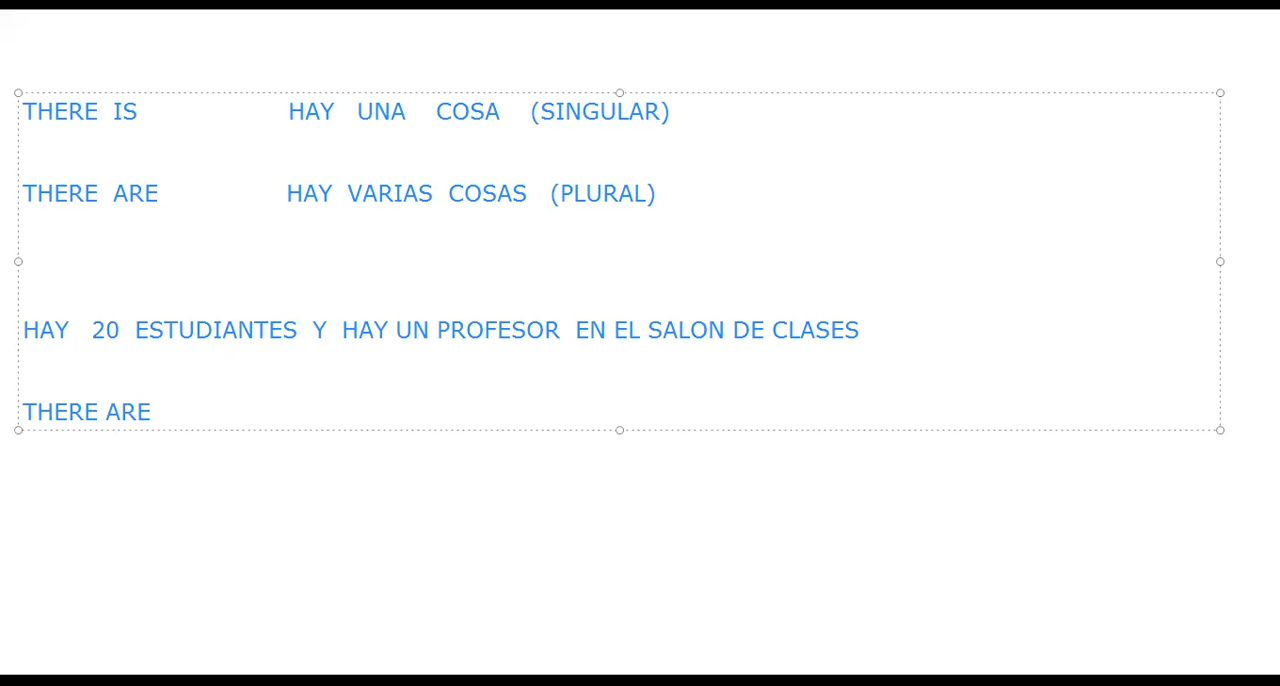 THERE IS HAY UNA COSA (SINGULAR)
THERE ARE HAY VARIAS COSAS (PLURAL)
HAY 20 ESTUDIANTES Y HAY UN PROFESOR EN EL SALON DE CLASES
THERE ARE